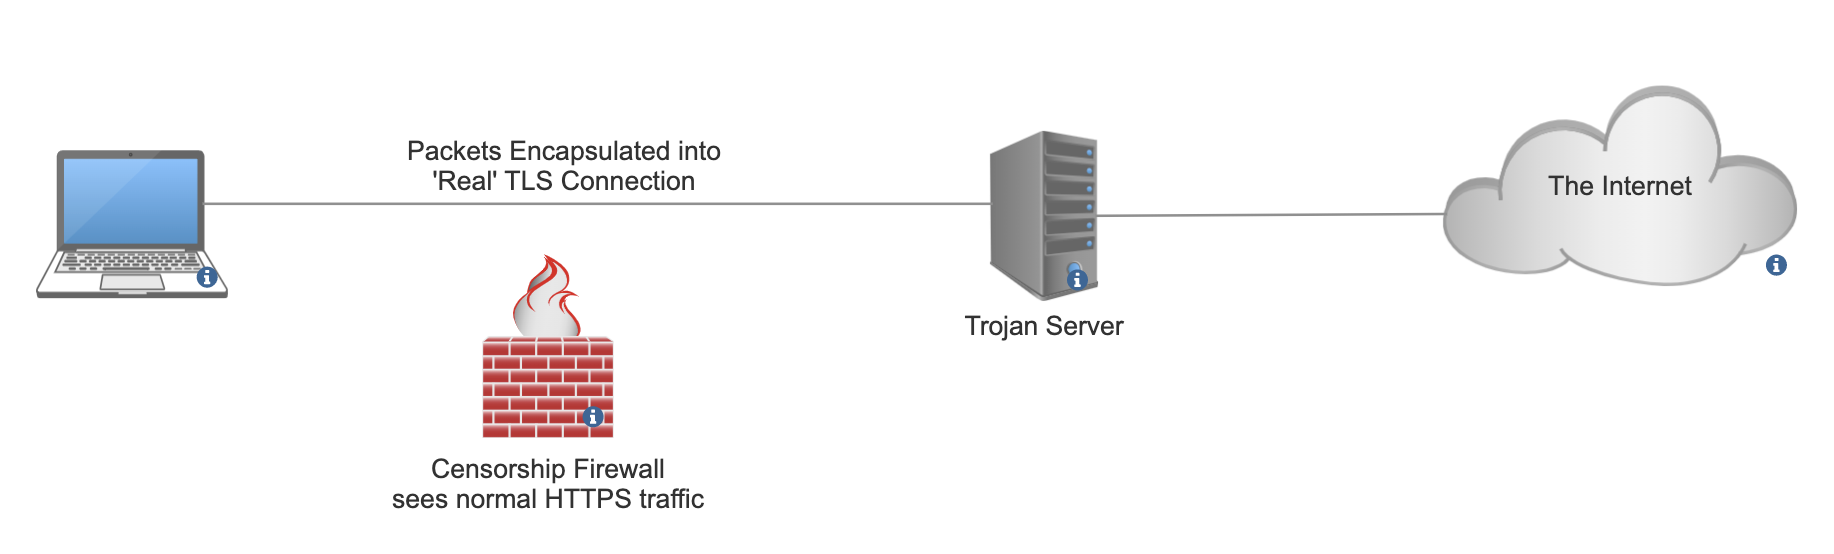 Packets Encapsulated into
'Real' TLS Connection
The Internet
Trojan Server
Censorship Firewall
sees normal HTTPS traffic